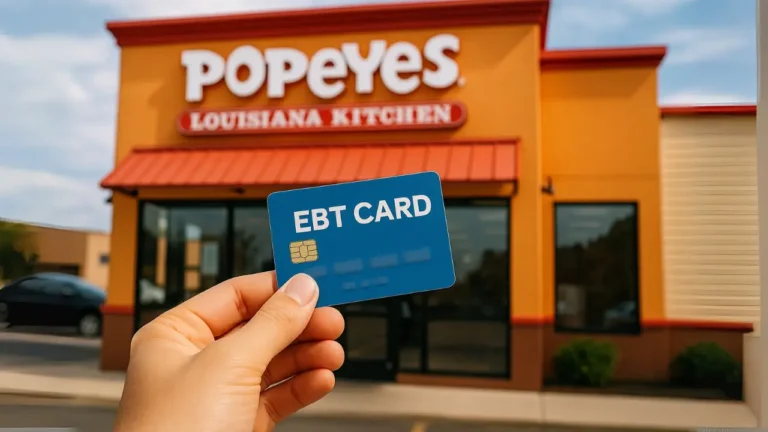 POPEYES
LOUISIANA KITCHEN
EBT CARD